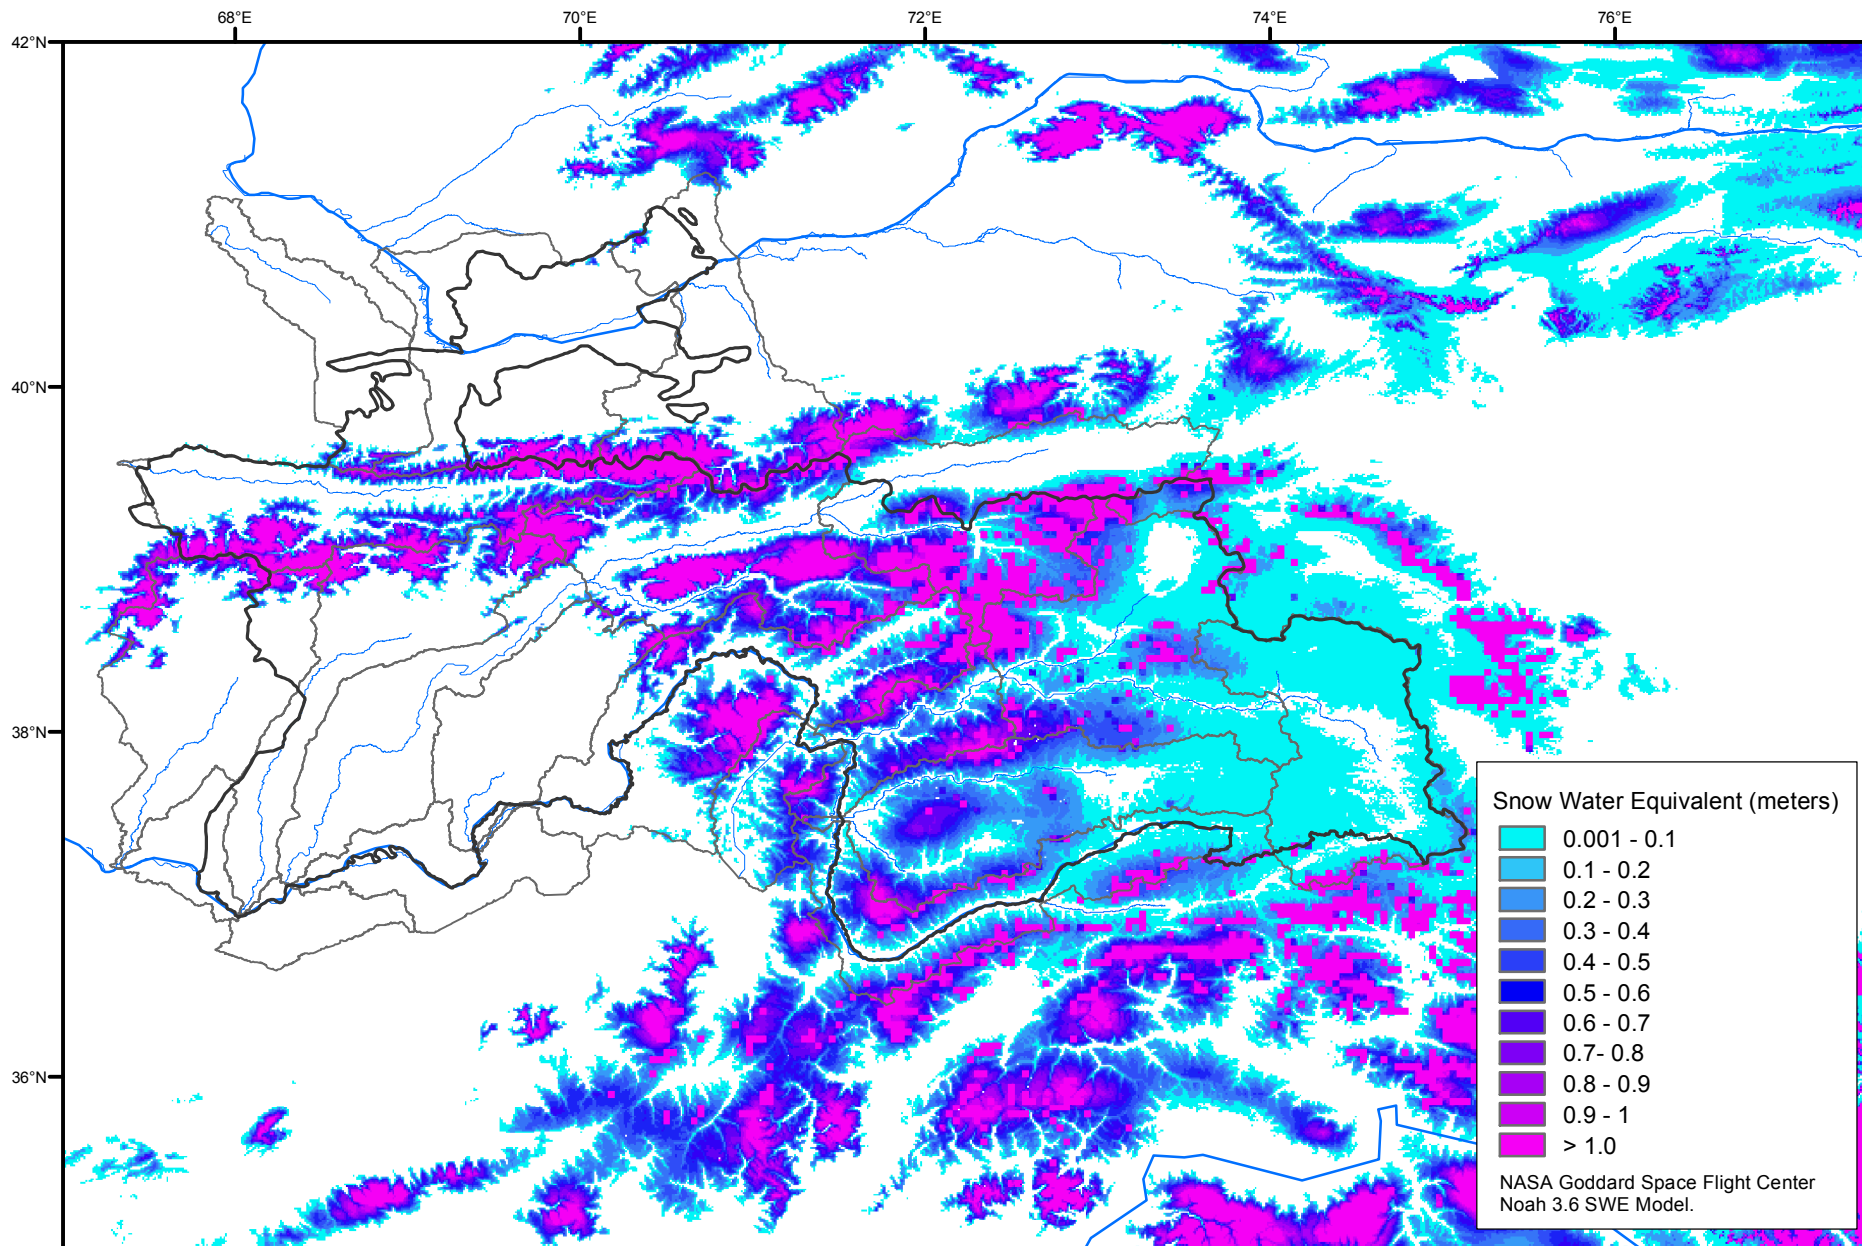 68°E
70°E
72°E
74°E
76°E
42°N
40°N
38°N
36°N
Snow Water Equivalent (meters)
0.001 - 0.1
0.1 - 0.2
0.2 - 0.3
0.3 - 0.4
0.4 - 0.5
0.5 - 0.6
0.6 - 0.7
0.7- 0.8
0.8 - 0.9
0.9 - 1
> 1.0
NASA Goddard Space Flight Center
Noah 3.6 SWE Model.